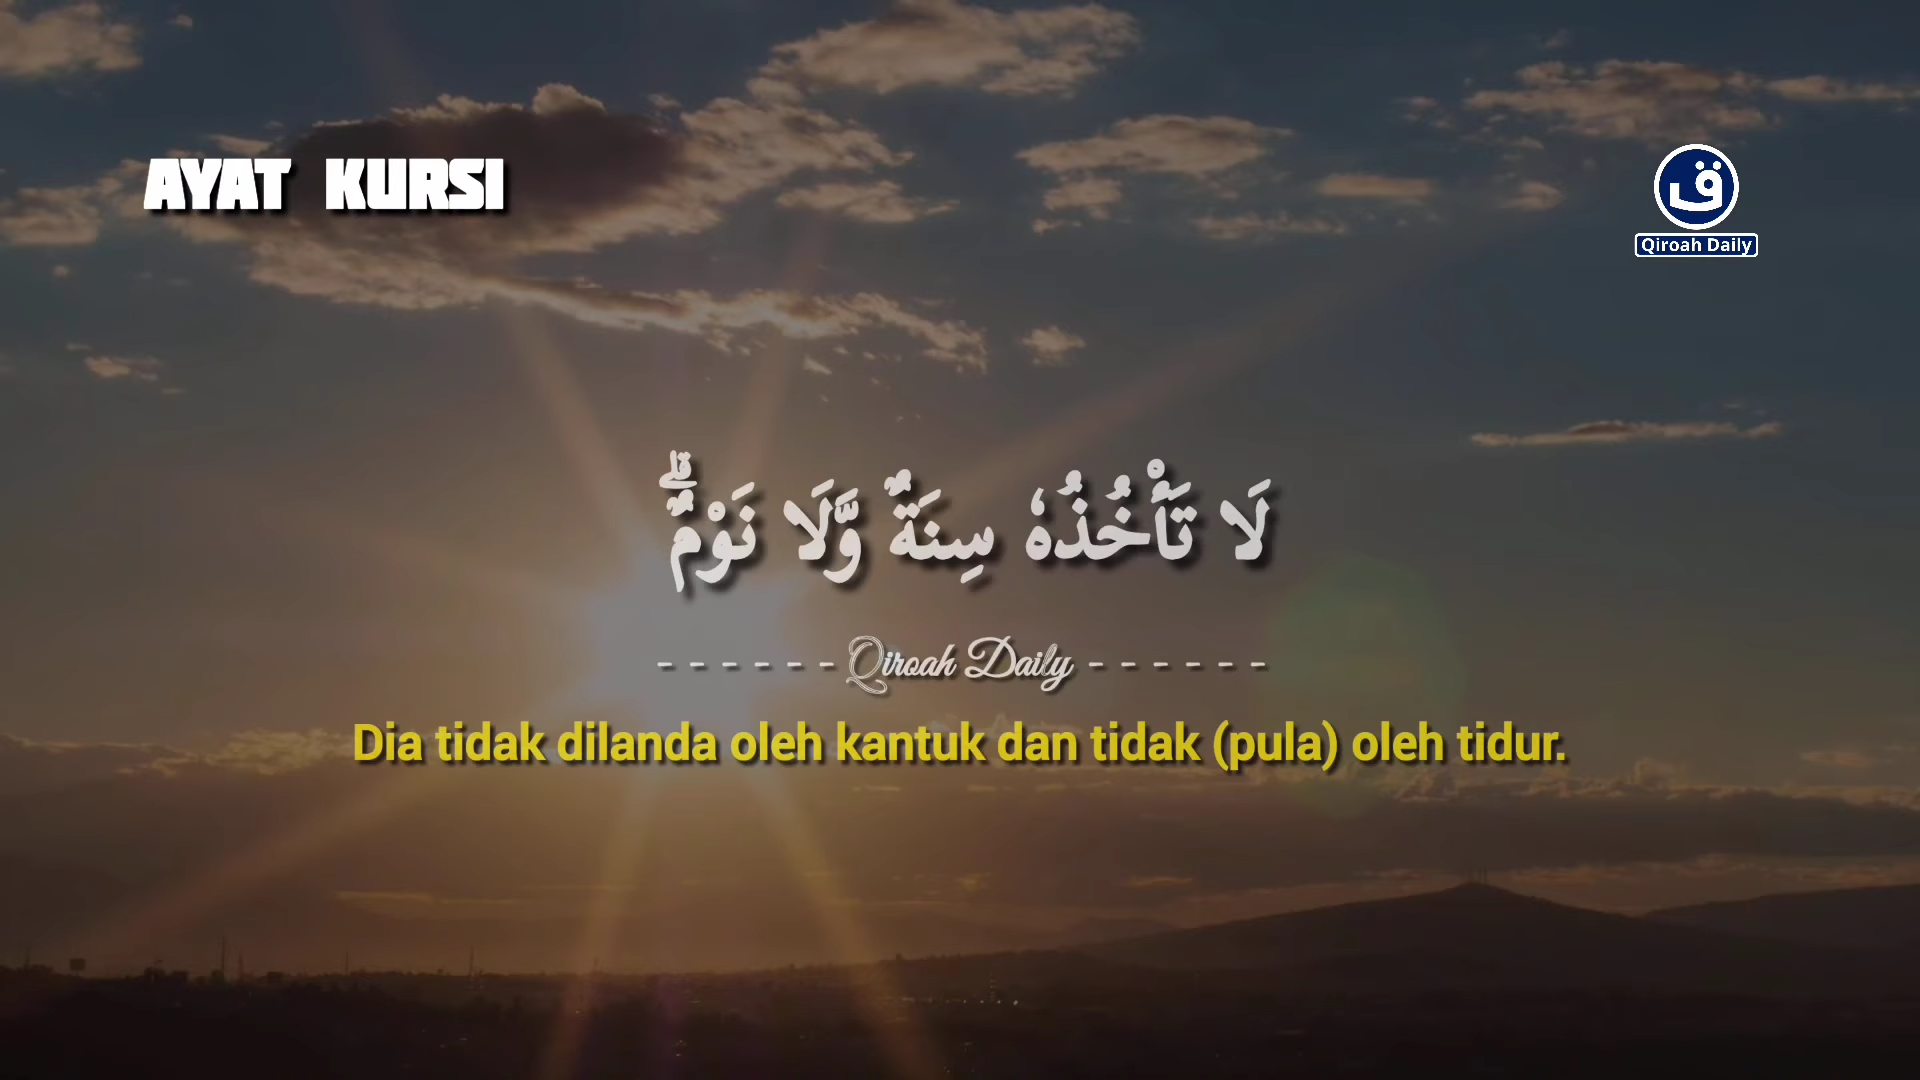 AYAT KURSI
ق
Qiroah Daily
لَا تَأْخُذُهٗ سِنَةٌ وَّلَا نَوْمٌۗ
- - - - - - Qiroah Daily - - - - - -
Dia tidak dilanda oleh kantuk dan tidak (pula) oleh tidur.